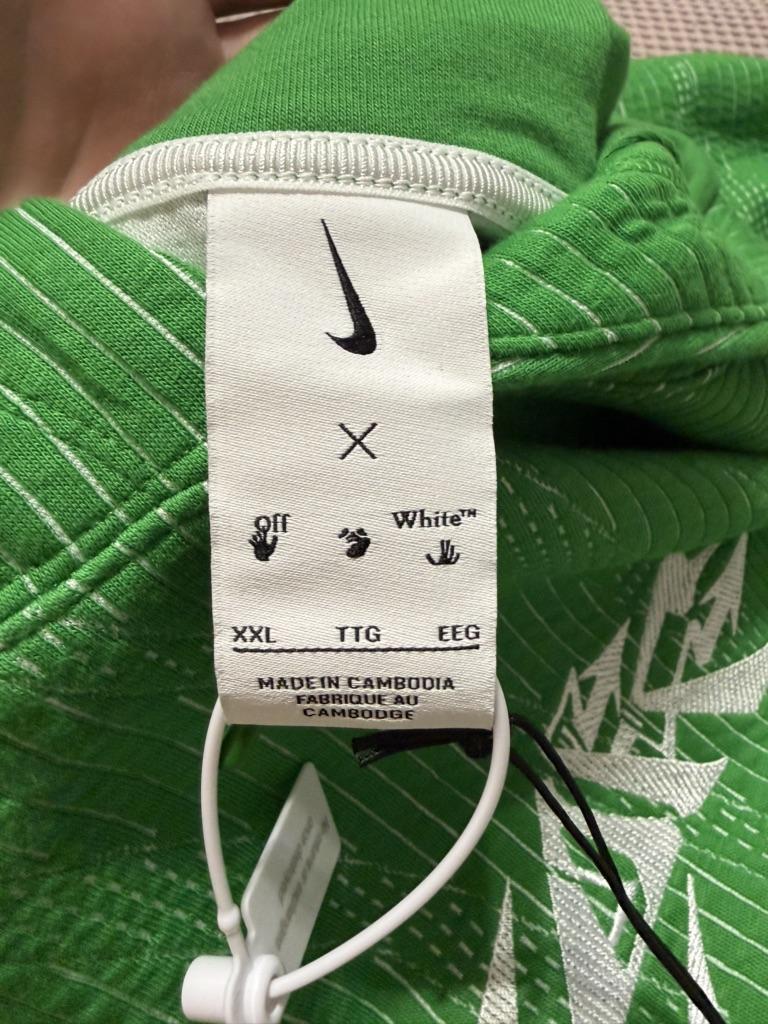 X
Off White™
XXL TTG EEG
MADE IN CAMBODIA
FABRIQUE AU
CAMBODGE